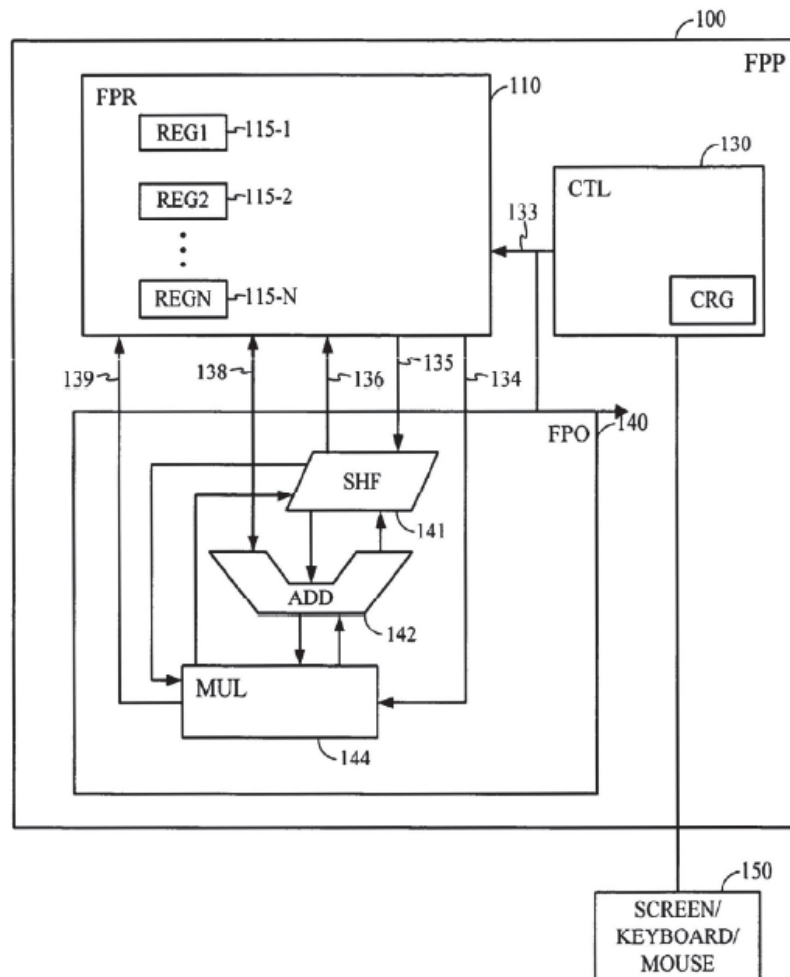 100
FPP
110
FPR
REG1
115-1
130
CTL
REG2
115-2
133
REGN
115-N
CRG
139
138
136
135
134
FPO
140
SHF
141
ADD
142
MUL
144
150
SCREEN/
KEYBOARD/
MOUSE